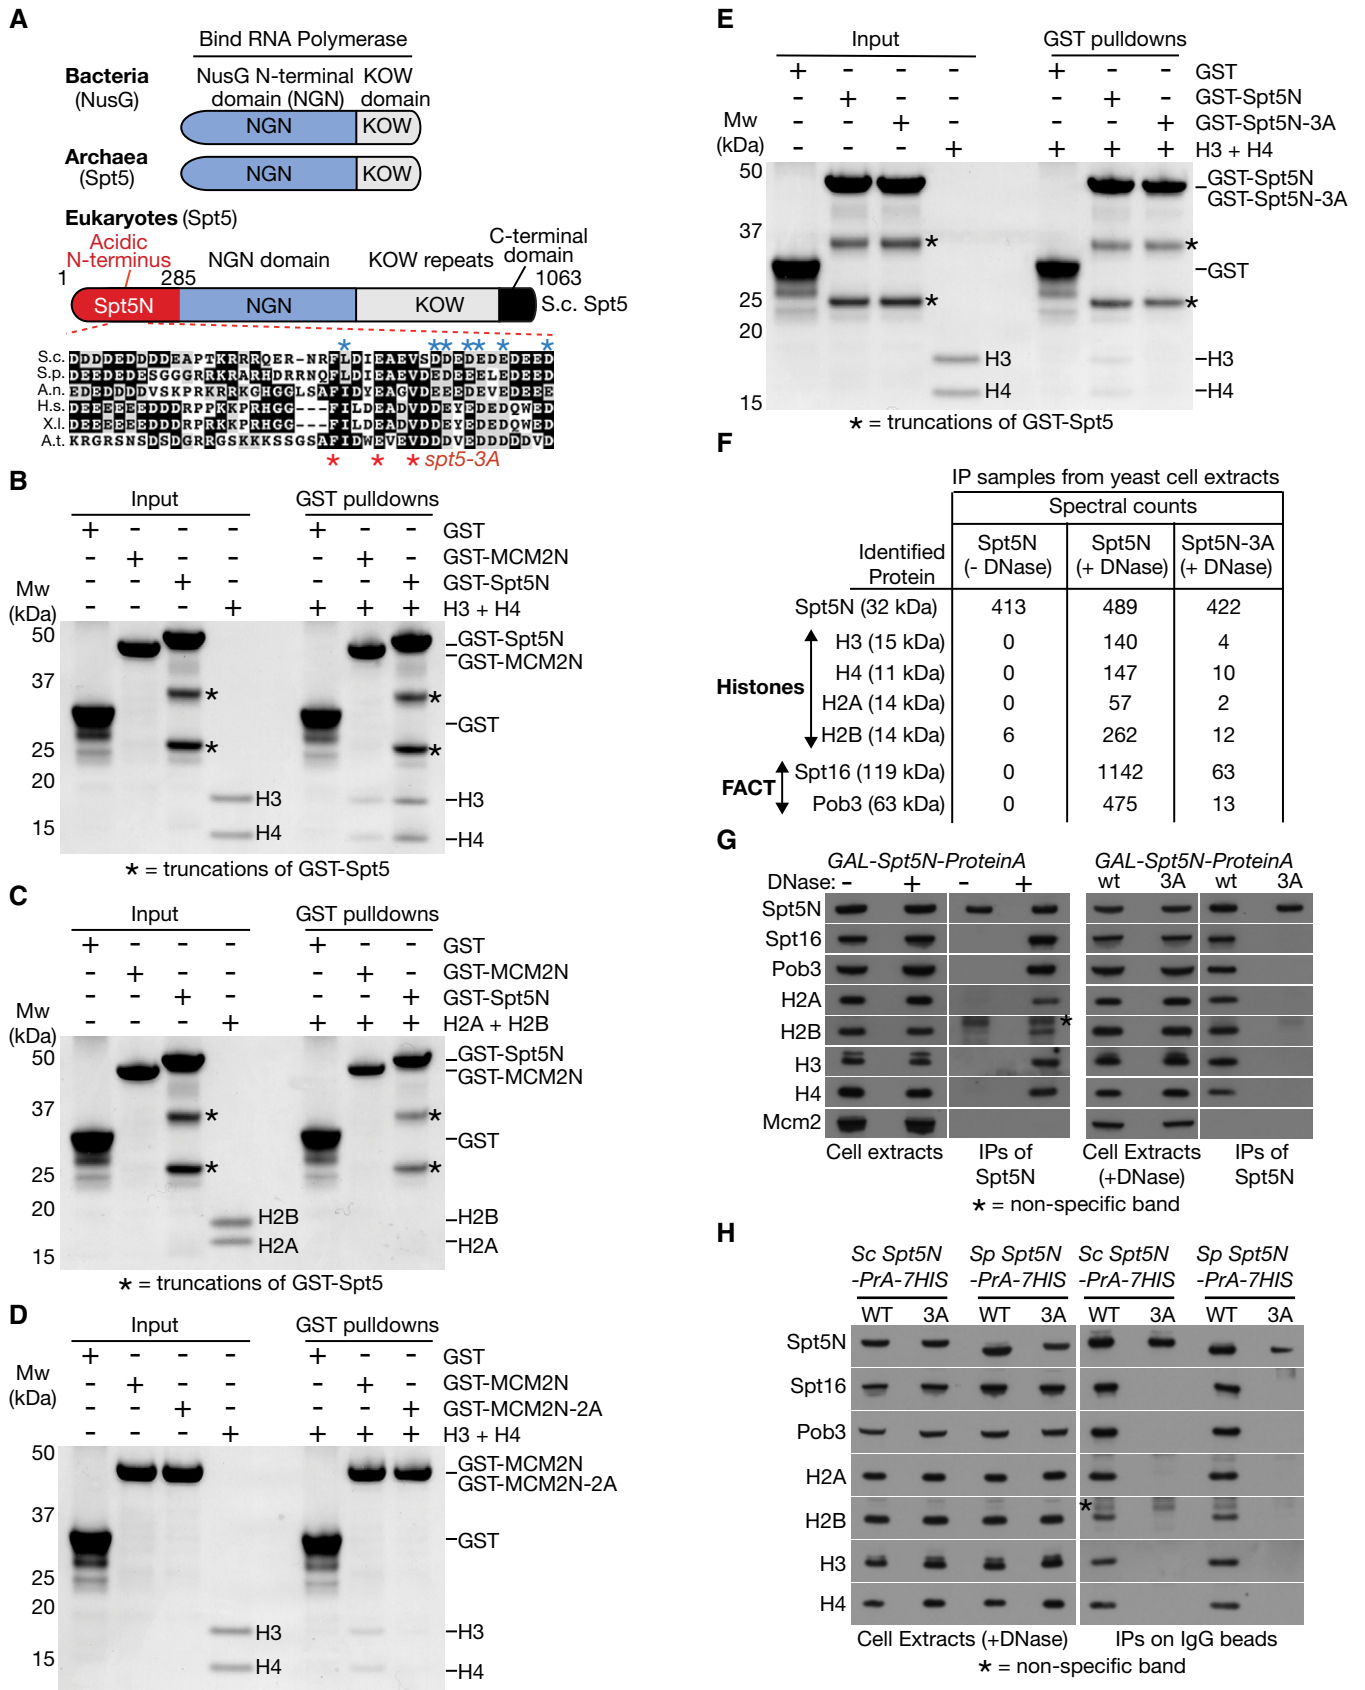 A
Bind RNA Polymerase
Bacteria
(NusG)
NusG N-terminal
domain (NGN)
KOW
domain
NGN
KOW
Archaea
(Spt5)
NGN
KOW
Eukaryotes (Spt5)
Acidic
N-terminus
NGN domain
KOW repeats
C-terminal
domain
1
285
1063
Spt5N
NGN
KOW
S.c. Spt5
* ** ** * *
S.c. DDDDEDDDDEAPTKRRRQER-NRFLDIEAEVSDDEDEDEDEEED
S.p.
A.n.
H.s. DEEEEEEDDDRPPKKPRHGG---FILDEADVDDEYEDEDQWED
X.l.
A.t. KRGRSNSDSDGRRGSKKKSSGSAFIDWEVEVDDDVEDDDDDVD
* * * spt5-3A
B
Input
GST pulldowns
+ - - - + - - GST
- + - - - + - GST-MCM2N
- - + - - - + GST-Spt5N
- - - + + + + H3 + H4
Mw
(kDa)
50
37
25
20
15
*
*
H3
H4
*
*
GST-Spt5N
GST-MCM2N
GST
H3
H4
* = truncations of GST-Spt5
C
Input
GST pulldowns
+ - - - + - - GST
- + - - - + - GST-MCM2N
- - + - - - + GST-Spt5N
- - - + + + + H2A + H2B
Mw
(kDa)
50
37
25
20
15
*
*
H2B
H2A
*
*
GST-Spt5N
GST-MCM2N
GST
H2B
H2A
* = truncations of GST-Spt5
D
Input
GST pulldowns
+ - - - + - - GST
- + - - - + - GST-MCM2N
- - + - - - + GST-MCM2N-2A
- - - + + + + H3 + H4
Mw
(kDa)
50
37
25
20
15
H3
H4
GST-MCM2N
GST-MCM2N-2A
GST
H3
H4
E
Input
GST pulldowns
+ - - - + - - GST
- + - - - + - GST-Spt5N
- - + - - - + GST-Spt5N-3A
- - - + + + + H3 + H4
Mw
(kDa)
50
37
25
20
15
*
*
H3
H4
*
*
GST-Spt5N
GST-Spt5N-3A
GST
H3
H4
* = truncations of GST-Spt5
F
IP samples from yeast cell extracts
Spectral counts
Identified
Protein
Spt5N
(- DNase)
Spt5N
(+ DNase)
Spt5N-3A
(+ DNase)
Spt5N (32 kDa) 413 489 422
Histones
H3 (15 kDa) 0 140 4
H4 (11 kDa) 0 147 10
H2A (14 kDa) 0 57 2
H2B (14 kDa) 6 262 12
FACT
Spt16 (119 kDa) 0 1142 63
Pob3 (63 kDa) 0 475 13
G
GAL-Spt5N-ProteinA
GAL-Spt5N-ProteinA
DNase: - + - +
wt 3A wt 3A
Spt5N
Spt16
Pob3
H2A
H2B
*
H3
H4
Mcm2
Cell extracts
IPs of
Spt5N
Cell Extracts
(+DNase)
IPs of
Spt5N
* = non-specific band
H
Sc Spt5N
-PrA-7HIS
Sp Spt5N
-PrA-7HIS
Sc Spt5N
-PrA-7HIS
Sp Spt5N
-PrA-7HIS
WT 3A WT 3A WT 3A WT 3A
Spt5N
Spt16
Pob3
H2A
H2B
*
H3
H4
Cell Extracts (+DNase)
IPs on IgG beads
* = non-specific band